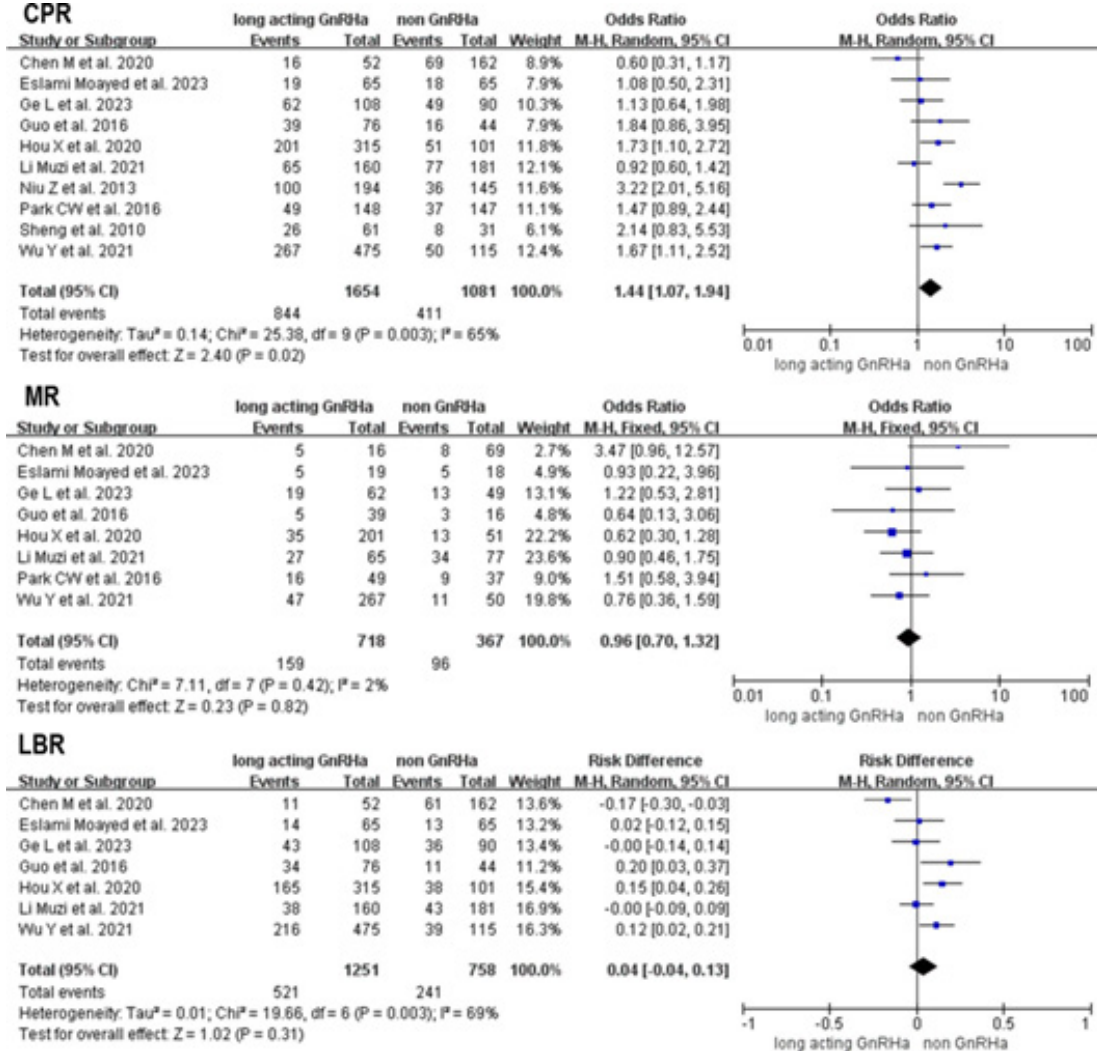 CPR
long acting GnRHa non GnRHa Odds Ratio Odds Ratio
Study or Subgroup Events Total Events Total Weight M-H, Random, 95% CI M-H, Random, 95% CI
Chen M et al. 2020 16 52 69 162 8.9% 0.60 [0.31, 1.17]
Eslami Moayed et al. 2023 19 65 18 65 7.9% 1.08 [0.50, 2.31]
Ge L et al. 2023 62 108 49 90 10.3% 1.13 [0.64, 1.98]
Guo et al. 2016 39 76 16 44 7.9% 1.84 [0.86, 3.95]
Hou X et al. 2020 201 315 51 101 11.8% 1.73 [1.10, 2.72]
Li Muzi et al. 2021 65 160 77 181 12.1% 0.92 [0.60, 1.42]
Niu Z et al. 2013 100 194 36 145 11.6% 3.22 [2.01, 5.16]
Park CW et al. 2016 49 148 37 147 11.1% 1.47 [0.89, 2.44]
Sheng et al. 2010 26 61 8 31 6.1% 2.14 [0.83, 5.53]
Wu Y et al. 2021 267 475 50 115 12.4% 1.67 [1.11, 2.52]
Total (95% CI) 1654 1081 100.0% 1.44 [1.07, 1.94]
Total events 844 411
Heterogeneity: Tau² = 0.14; Chi² = 25.38, df = 9 (P = 0.003); I² = 65%
Test for overall effect: Z = 2.40 (P = 0.02)
0.01 0.1 1 10 100
long acting GnRHa non GnRHa
MR
long acting GnRHa non GnRHa Odds Ratio Odds Ratio
Study or Subgroup Events Total Events Total Weight M-H, Fixed, 95% CI M-H, Fixed, 95% CI
Chen M et al. 2020 5 16 8 69 2.7% 3.47 [0.96, 12.57]
Eslami Moayed et al. 2023 5 19 5 18 4.9% 0.93 [0.22, 3.96]
Ge L et al. 2023 19 62 13 49 13.1% 1.22 [0.53, 2.81]
Guo et al. 2016 5 39 3 16 4.8% 0.64 [0.13, 3.06]
Hou X et al. 2020 35 201 13 51 22.2% 0.62 [0.30, 1.28]
Li Muzi et al. 2021 27 65 34 77 23.6% 0.90 [0.46, 1.75]
Park CW et al. 2016 16 49 9 37 9.0% 1.51 [0.58, 3.94]
Wu Y et al. 2021 47 267 11 50 19.8% 0.76 [0.36, 1.59]
Total (95% CI) 718 367 100.0% 0.96 [0.70, 1.32]
Total events 159 96
Heterogeneity: Chi² = 7.11, df = 7 (P = 0.42); I² = 2%
Test for overall effect: Z = 0.23 (P = 0.82)
0.01 0.1 1 10 100
long acting GnRHa non GnRHa
LBR
long acting GnRHa non GnRHa Risk Difference Risk Difference
Study or Subgroup Events Total Events Total Weight M-H, Random, 95% CI M-H, Random, 95% CI
Chen M et al. 2020 11 52 61 162 13.6% -0.17 [-0.30, -0.03]
Eslami Moayed et al. 2023 14 65 13 65 13.2% 0.02 [-0.12, 0.15]
Ge L et al. 2023 43 108 36 90 13.4% -0.00 [-0.14, 0.14]
Guo et al. 2016 34 76 11 44 11.2% 0.20 [0.03, 0.37]
Hou X et al. 2020 165 315 38 101 15.4% 0.15 [0.04, 0.26]
Li Muzi et al. 2021 38 160 43 181 16.9% -0.00 [-0.09, 0.09]
Wu Y et al. 2021 216 475 39 115 16.3% 0.12 [0.02, 0.21]
Total (95% CI) 1251 758 100.0% 0.04 [-0.04, 0.13]
Total events 521 241
Heterogeneity: Tau² = 0.01; Chi² = 19.66, df = 6 (P = 0.003); I² = 69%
Test for overall effect: Z = 1.02 (P = 0.31)
-1 -0.5 0 0.5 1
long acting GnRHa non GnRHa